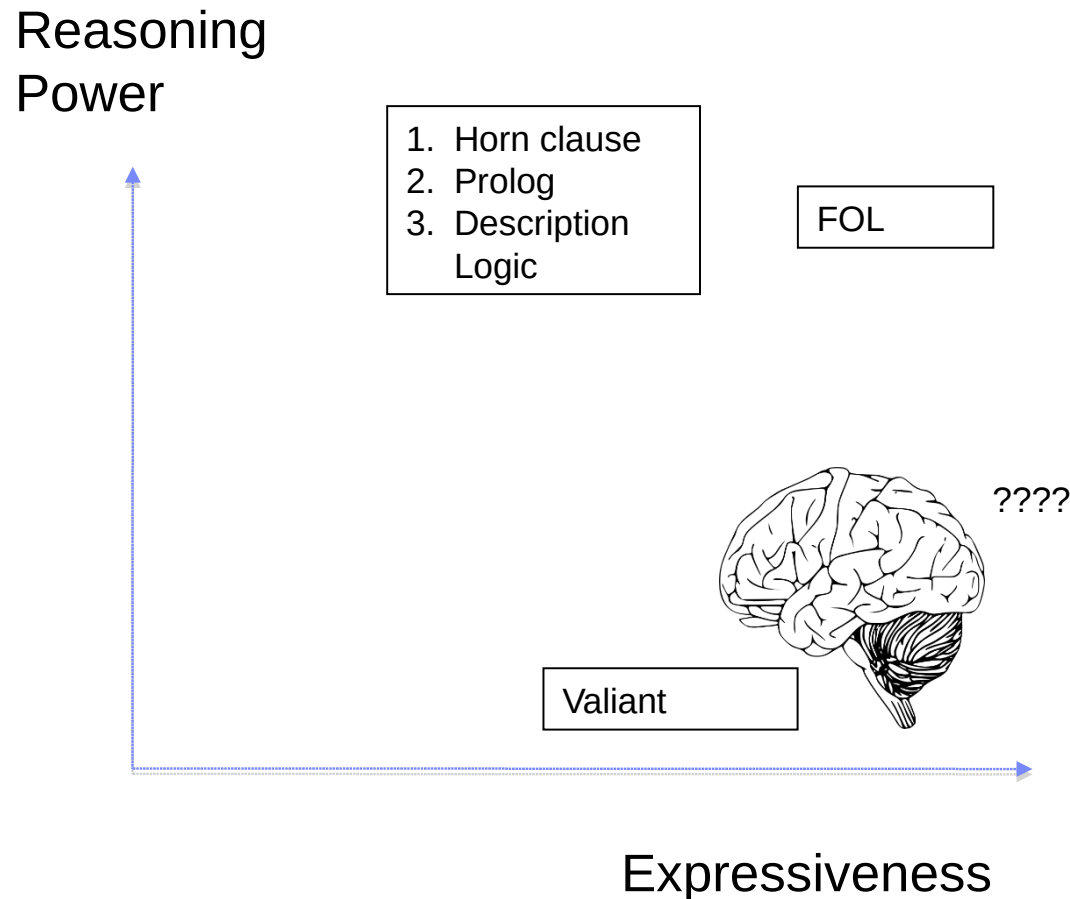 Reasoning
Power
1. Horn clause
2. Prolog
3. Description
Logic
FOL
????
Valiant
Expressiveness